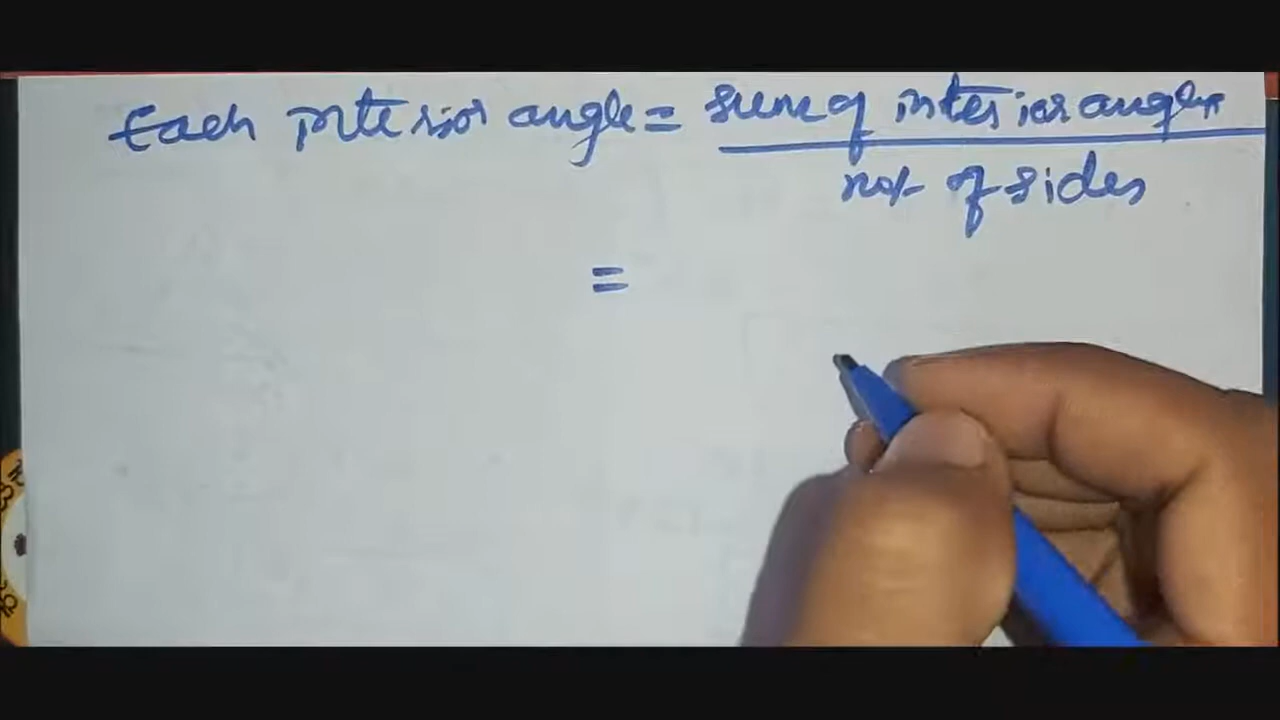 Each interior angle = sum of interior angles
no. of sides
=